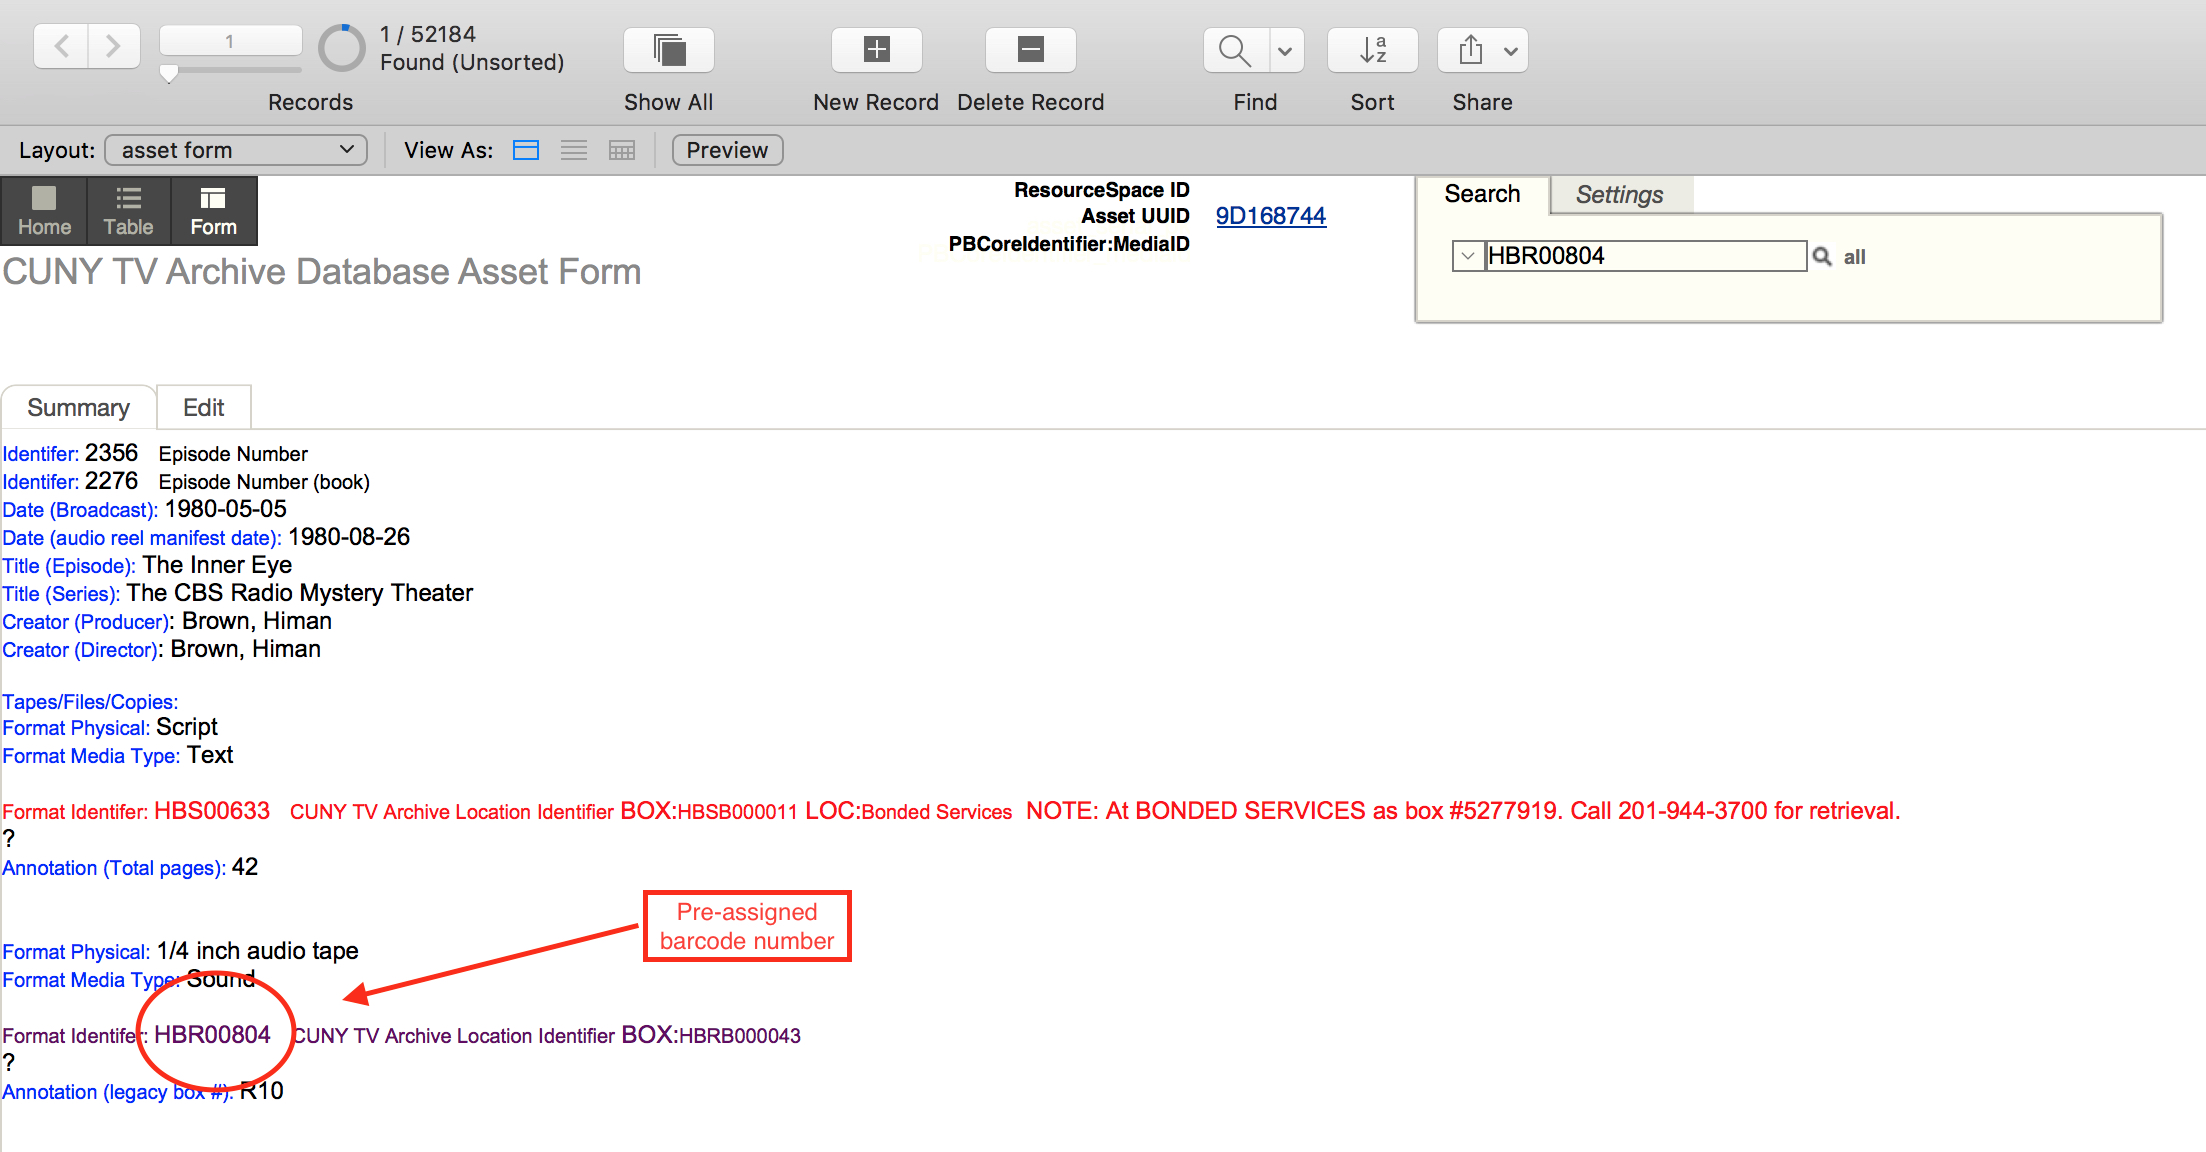 1
1 / 52184
Found (Unsorted)
Records
Show All
New Record
Delete Record
Find
a
z
Sort
Share
Layout: asset form
View As:
Preview
Home
Table
Form
ResourceSpace ID
Asset UUID 9D168744
PBCoreIdentifier:MediaID
Search
Settings
HBR00804
all
CUNY TV Archive Database Asset Form
Summary
Edit
Identifer: 2356 Episode Number
Identifer: 2276 Episode Number (book)
Date (Broadcast): 1980-05-05
Date (audio reel manifest date): 1980-08-26
Title (Episode): The Inner Eye
Title (Series): The CBS Radio Mystery Theater
Creator (Producer): Brown, Himan
Creator (Director): Brown, Himan
Tapes/Files/Copies:
Format Physical: Script
Format Media Type: Text
Format Identifer: HBS00633 CUNY TV Archive Location Identifier BOX:HBSB000011 LOC:Bonded Services NOTE: At BONDED SERVICES as box #5277919. Call 201-944-3700 for retrieval.
?
Annotation (Total pages): 42
Pre-assigned
barcode number
Format Physical: 1/4 inch audio tape
Format Media Type: Sound
Format Identifer: HBR00804 CUNY TV Archive Location Identifier BOX:HBRB000043
?
Annotation (legacy box #): R10